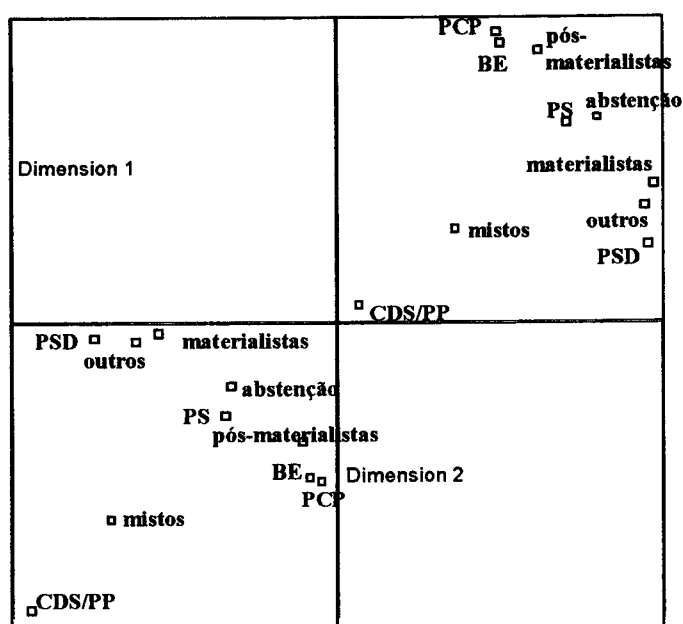 PCP
pós-
BE
materialistas
PS
abstenção
Dimension 1
materialistas
outros
mistos
PSD
CDS/PP
PSD
materialistas
outros
abstenção
PS
pós-materialistas
BE
Dimension 2
PCP
mistos
CDS/PP